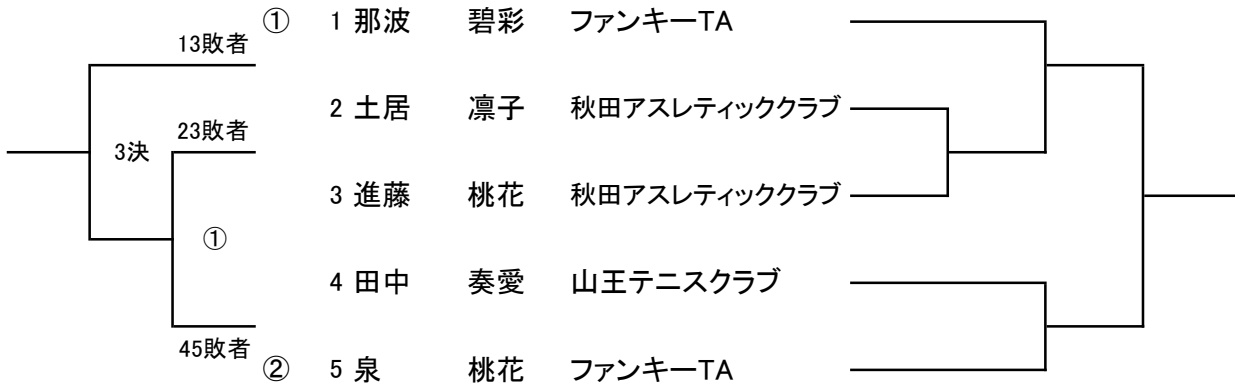 ① 1 那波 碧彩 ファンキーTA
13敗者
2 土居 凛子 秋田アスレティッククラブ
23敗者
3決
3 進藤 桃花 秋田アスレティッククラブ
①
4 田中 奏愛 山王テニスクラブ
45敗者
② 5 泉 桃花 ファンキーTA